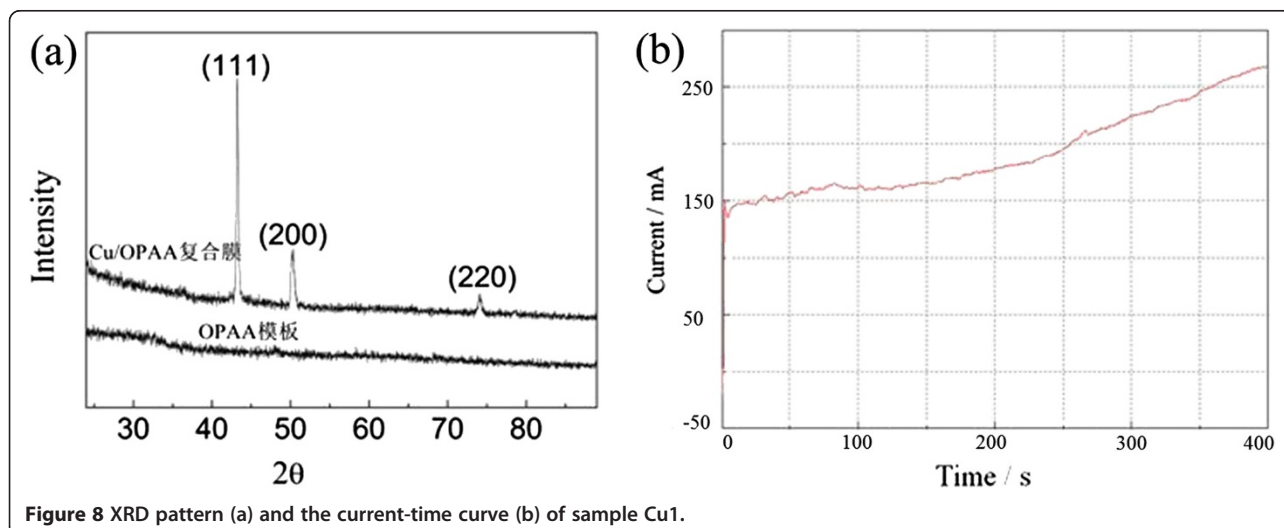 (a)
(111)
(200)
(220)
Cu/OPAA复合膜
OPAA模板
Intensity
30 40 50 60 70 80
2θ
(b)
250
150
50
-50
Current / mA
0 100 200 300 400
Time / s
Figure 8 XRD pattern (a) and the current-time curve (b) of sample Cu1.